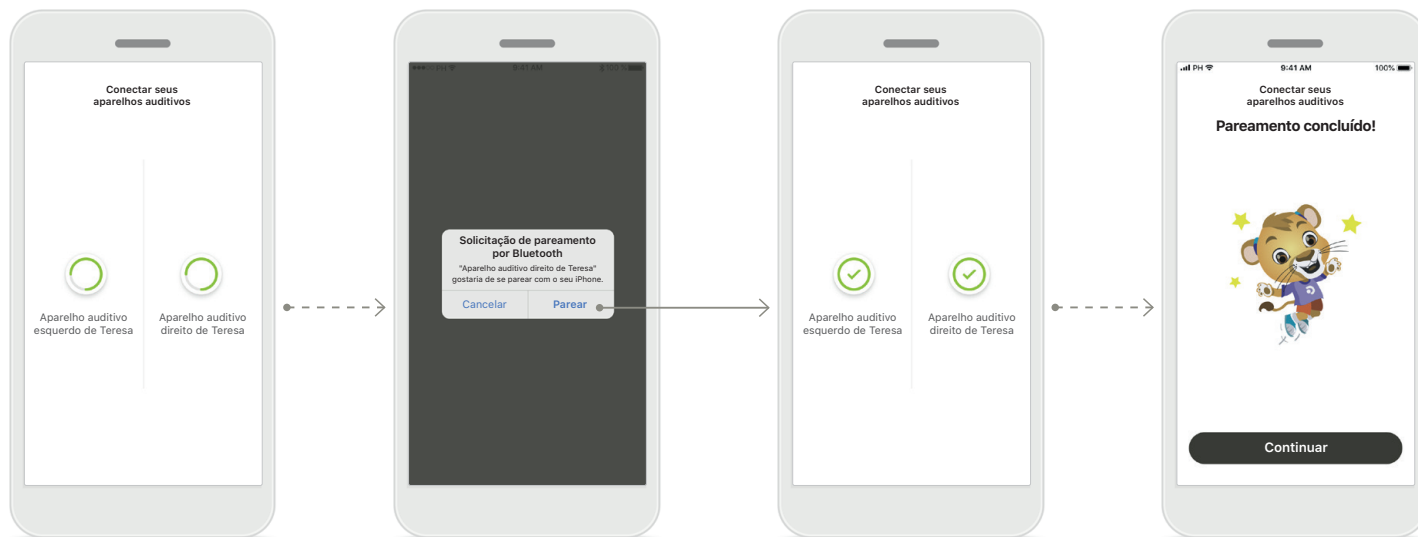 Conectar seus
aparelhos auditivos
Aparelho auditivo
esquerdo de Teresa
Aparelho auditivo
direito de Teresa
9:41 AM
Solicitação de pareamento
por Bluetooth
"Aparelho auditivo direito de Teresa"
gostaria de se parear com o seu iPhone.
Cancelar
Parear
Conectar seus
aparelhos auditivos
Aparelho auditivo
esquerdo de Teresa
Aparelho auditivo
direito de Teresa
PH 9:41 AM 100%
Conectar seus
aparelhos auditivos
Pareamento concluído!
Continuar